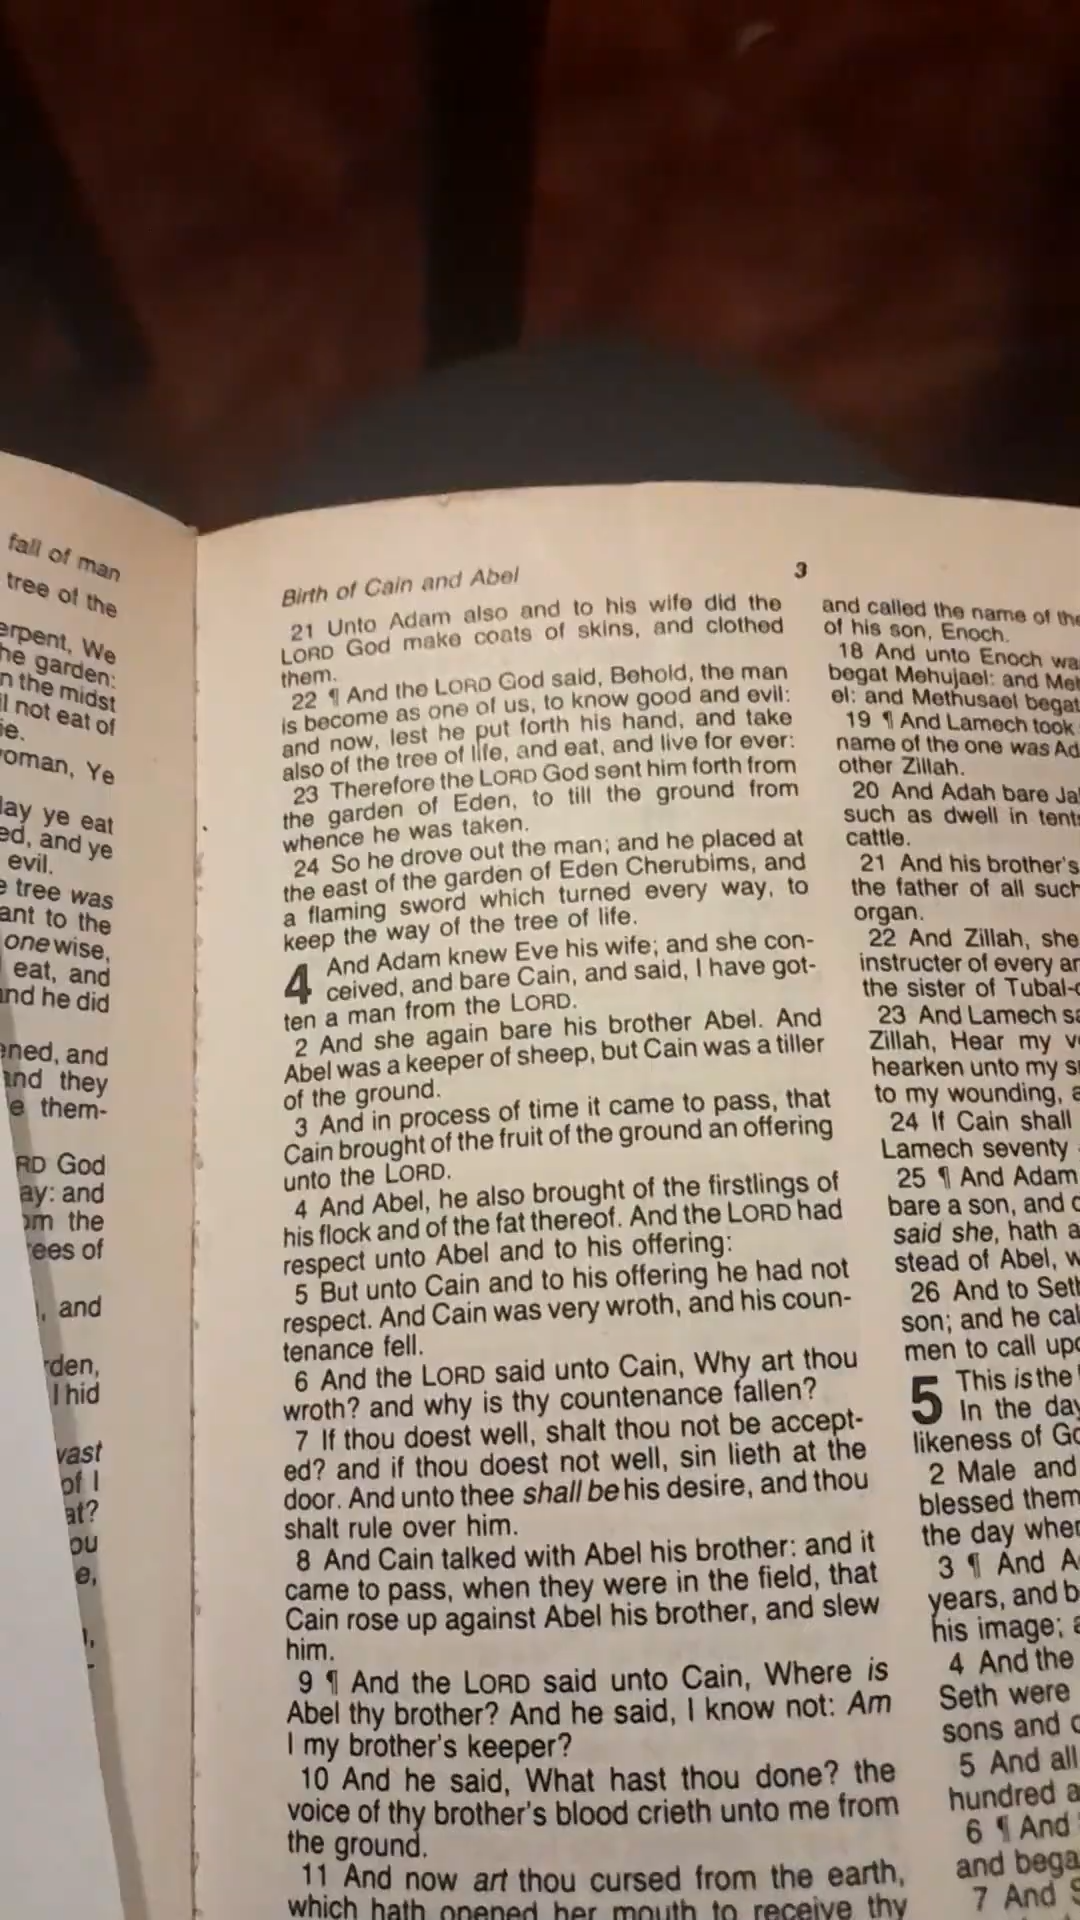 fall of man
tree of the
erpent, We
he garden:
n the midst
l not eat of
ie.
oman, Ye
lay ye eat
ed, and ye
evil.
e tree was
ant to the
one wise,
eat, and
nd he did
ened, and
and they
e them-
RD God
ay: and
om the
rees of
, and
rden,
I hid
wast
of I
at?
ou
e,
Birth of Cain and Abel
3
21 Unto Adam also and to his wife did the
LORD God make coats of skins, and clothed
them.
22 ¶ And the LORD God said, Behold, the man
is become as one of us, to know good and evil:
and now, lest he put forth his hand, and take
also of the tree of life, and eat, and live for ever:
23 Therefore the LORD God sent him forth from
the garden of Eden, to till the ground from
whence he was taken.
24 So he drove out the man; and he placed at
the east of the garden of Eden Cherubims, and
a flaming sword which turned every way, to
keep the way of the tree of life.
4 And Adam knew Eve his wife; and she con-
ceived, and bare Cain, and said, I have got-
ten a man from the LORD.
2 And she again bare his brother Abel. And
Abel was a keeper of sheep, but Cain was a tiller
of the ground.
3 And in process of time it came to pass, that
Cain brought of the fruit of the ground an offering
unto the LORD.
4 And Abel, he also brought of the firstlings of
his flock and of the fat thereof. And the LORD had
respect unto Abel and to his offering:
5 But unto Cain and to his offering he had not
respect. And Cain was very wroth, and his coun-
tenance fell.
6 And the LORD said unto Cain, Why art thou
wroth? and why is thy countenance fallen?
7 If thou doest well, shalt thou not be accept-
ed? and if thou doest not well, sin lieth at the
door. And unto thee shall be his desire, and thou
shalt rule over him.
8 And Cain talked with Abel his brother: and it
came to pass, when they were in the field, that
Cain rose up against Abel his brother, and slew
him.
9 ¶ And the LORD said unto Cain, Where is
Abel thy brother? And he said, I know not: Am
I my brother's keeper?
10 And he said, What hast thou done? the
voice of thy brother's blood crieth unto me from
the ground.
11 And now art thou cursed from the earth,
which hath opened her mouth to receive thy
and called the name of the
of his son, Enoch.
18 And unto Enoch wa
begat Mehujael: and Meh
el: and Methusael begat
19 ¶ And Lamech took
name of the one was Ad
other Zillah.
20 And Adah bare Ja
such as dwell in tents
cattle.
21 And his brother's
the father of all such
organ.
22 And Zillah, she
instructer of every ar
the sister of Tubal-c
23 And Lamech sa
Zillah, Hear my v
hearken unto my s
to my wounding, a
24 If Cain shall
Lamech seventy
25 ¶ And Adam
bare a son, and c
said she, hath a
stead of Abel, w
26 And to Seth
son; and he cal
men to call upo
5 This is the
In the day
likeness of Go
2 Male and
blessed them
the day when
3 ¶ And A
years, and b
his image; a
4 And the
Seth were
sons and d
5 And all
hundred a
6 ¶ And
and bega
7 And S